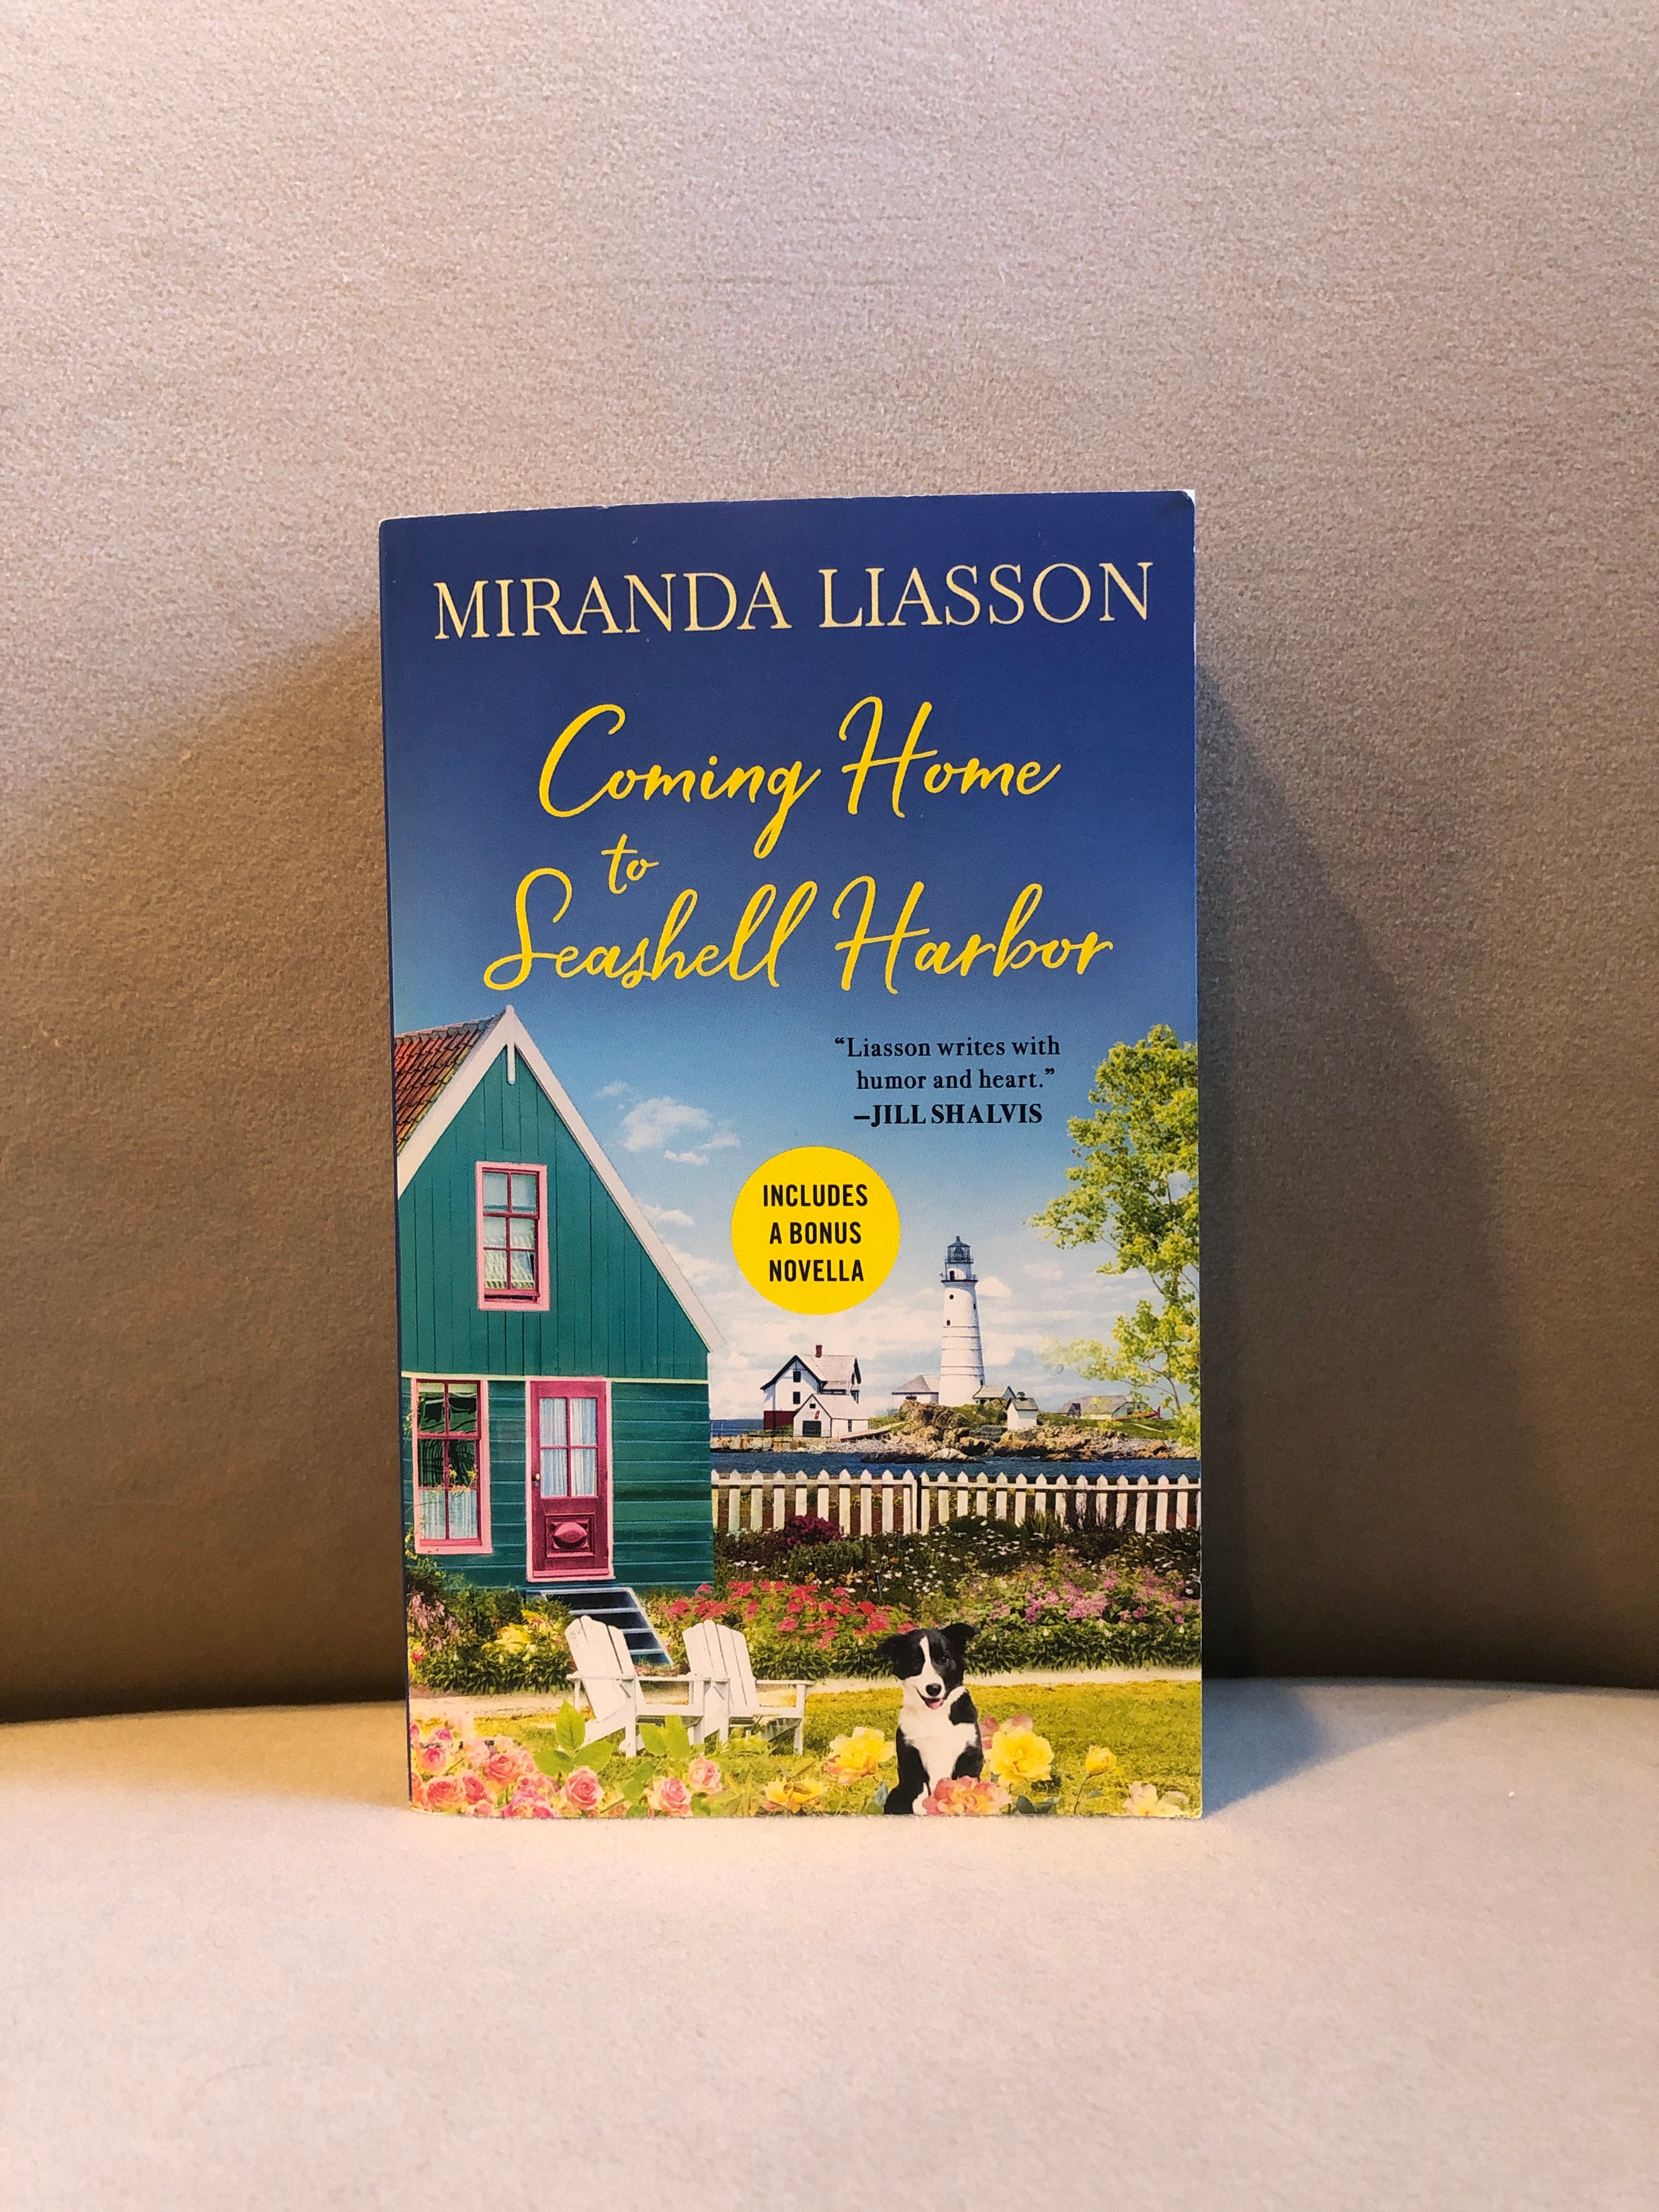 MIRANDA LIASSON
Coming Home
to
Seashell Harbor
“Liasson writes with
humor and heart.”
–JILL SHALVIS
INCLUDES
A BONUS
NOVELLA